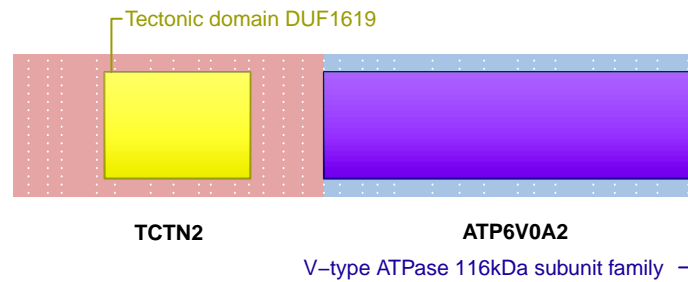 Tectonic domain DUF1619
TCTN2 ATP6V0A2
V−type ATPase 116kDa subunit family